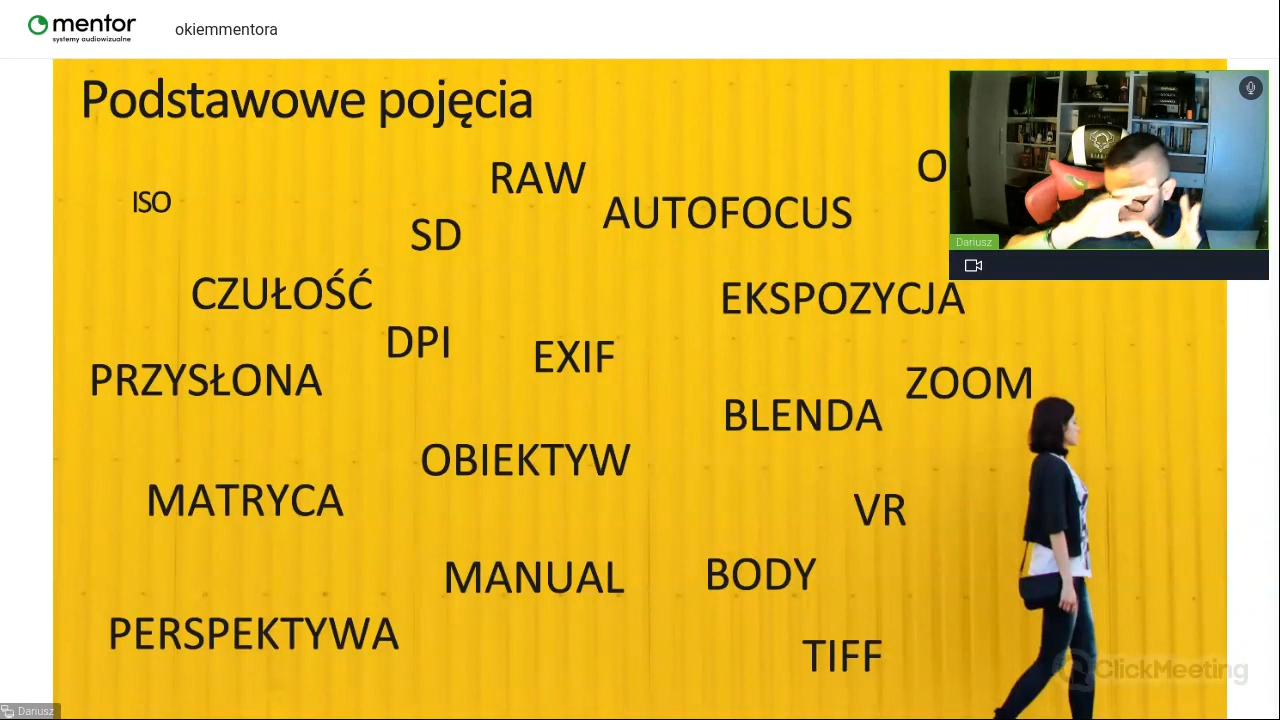 mentor
systemy audiowizualne
okiemmentora
Podstawowe pojęcia
RAW
O
ISO
AUTOFOCUS
SD
CZUŁOŚĆ
EKSPOZYCJA
DPI
EXIF
PRZYSŁONA
ZOOM
BLENDA
OBIEKTYW
MATRYCA
VR
MANUAL
BODY
PERSPEKTYWA
TIFF
Dariusz
ClickMeeting
Dariusz